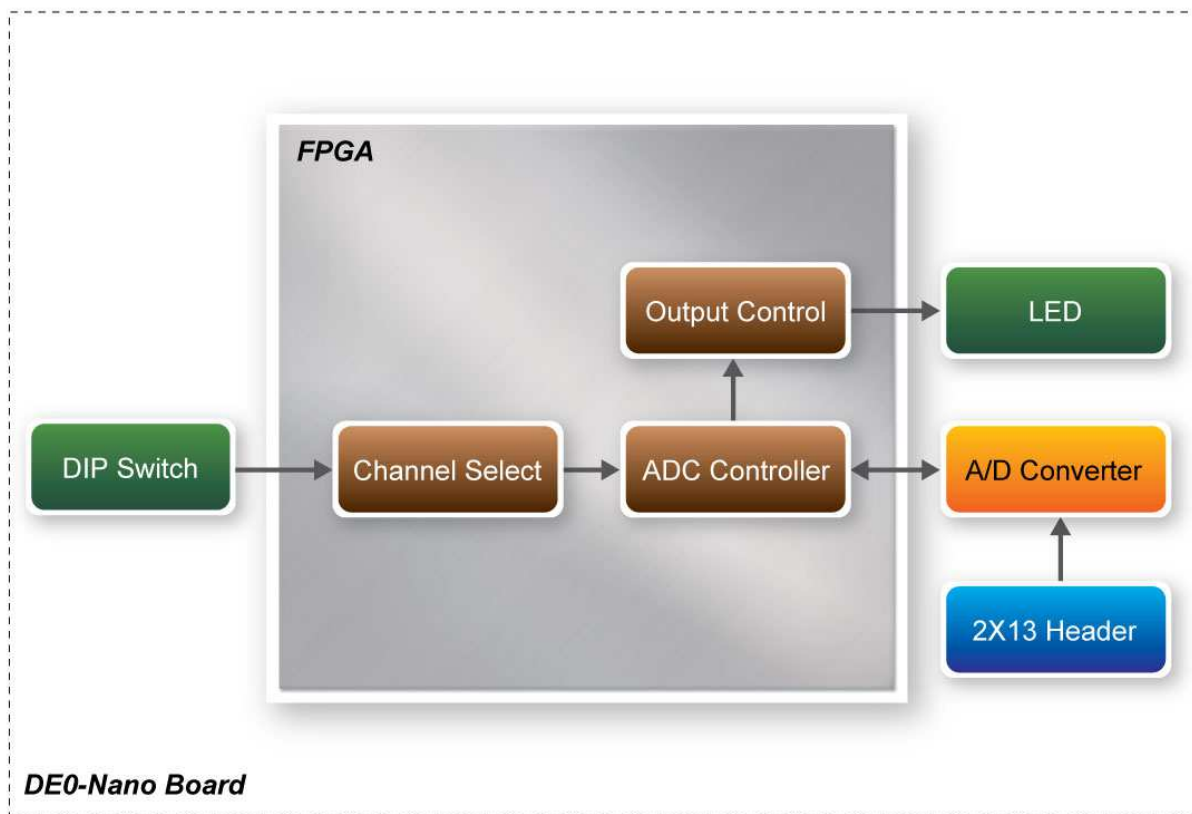 FPGA
Output Control
LED
DIP Switch
Channel Select
ADC Controller
A/D Converter
2X13 Header
DE0-Nano Board